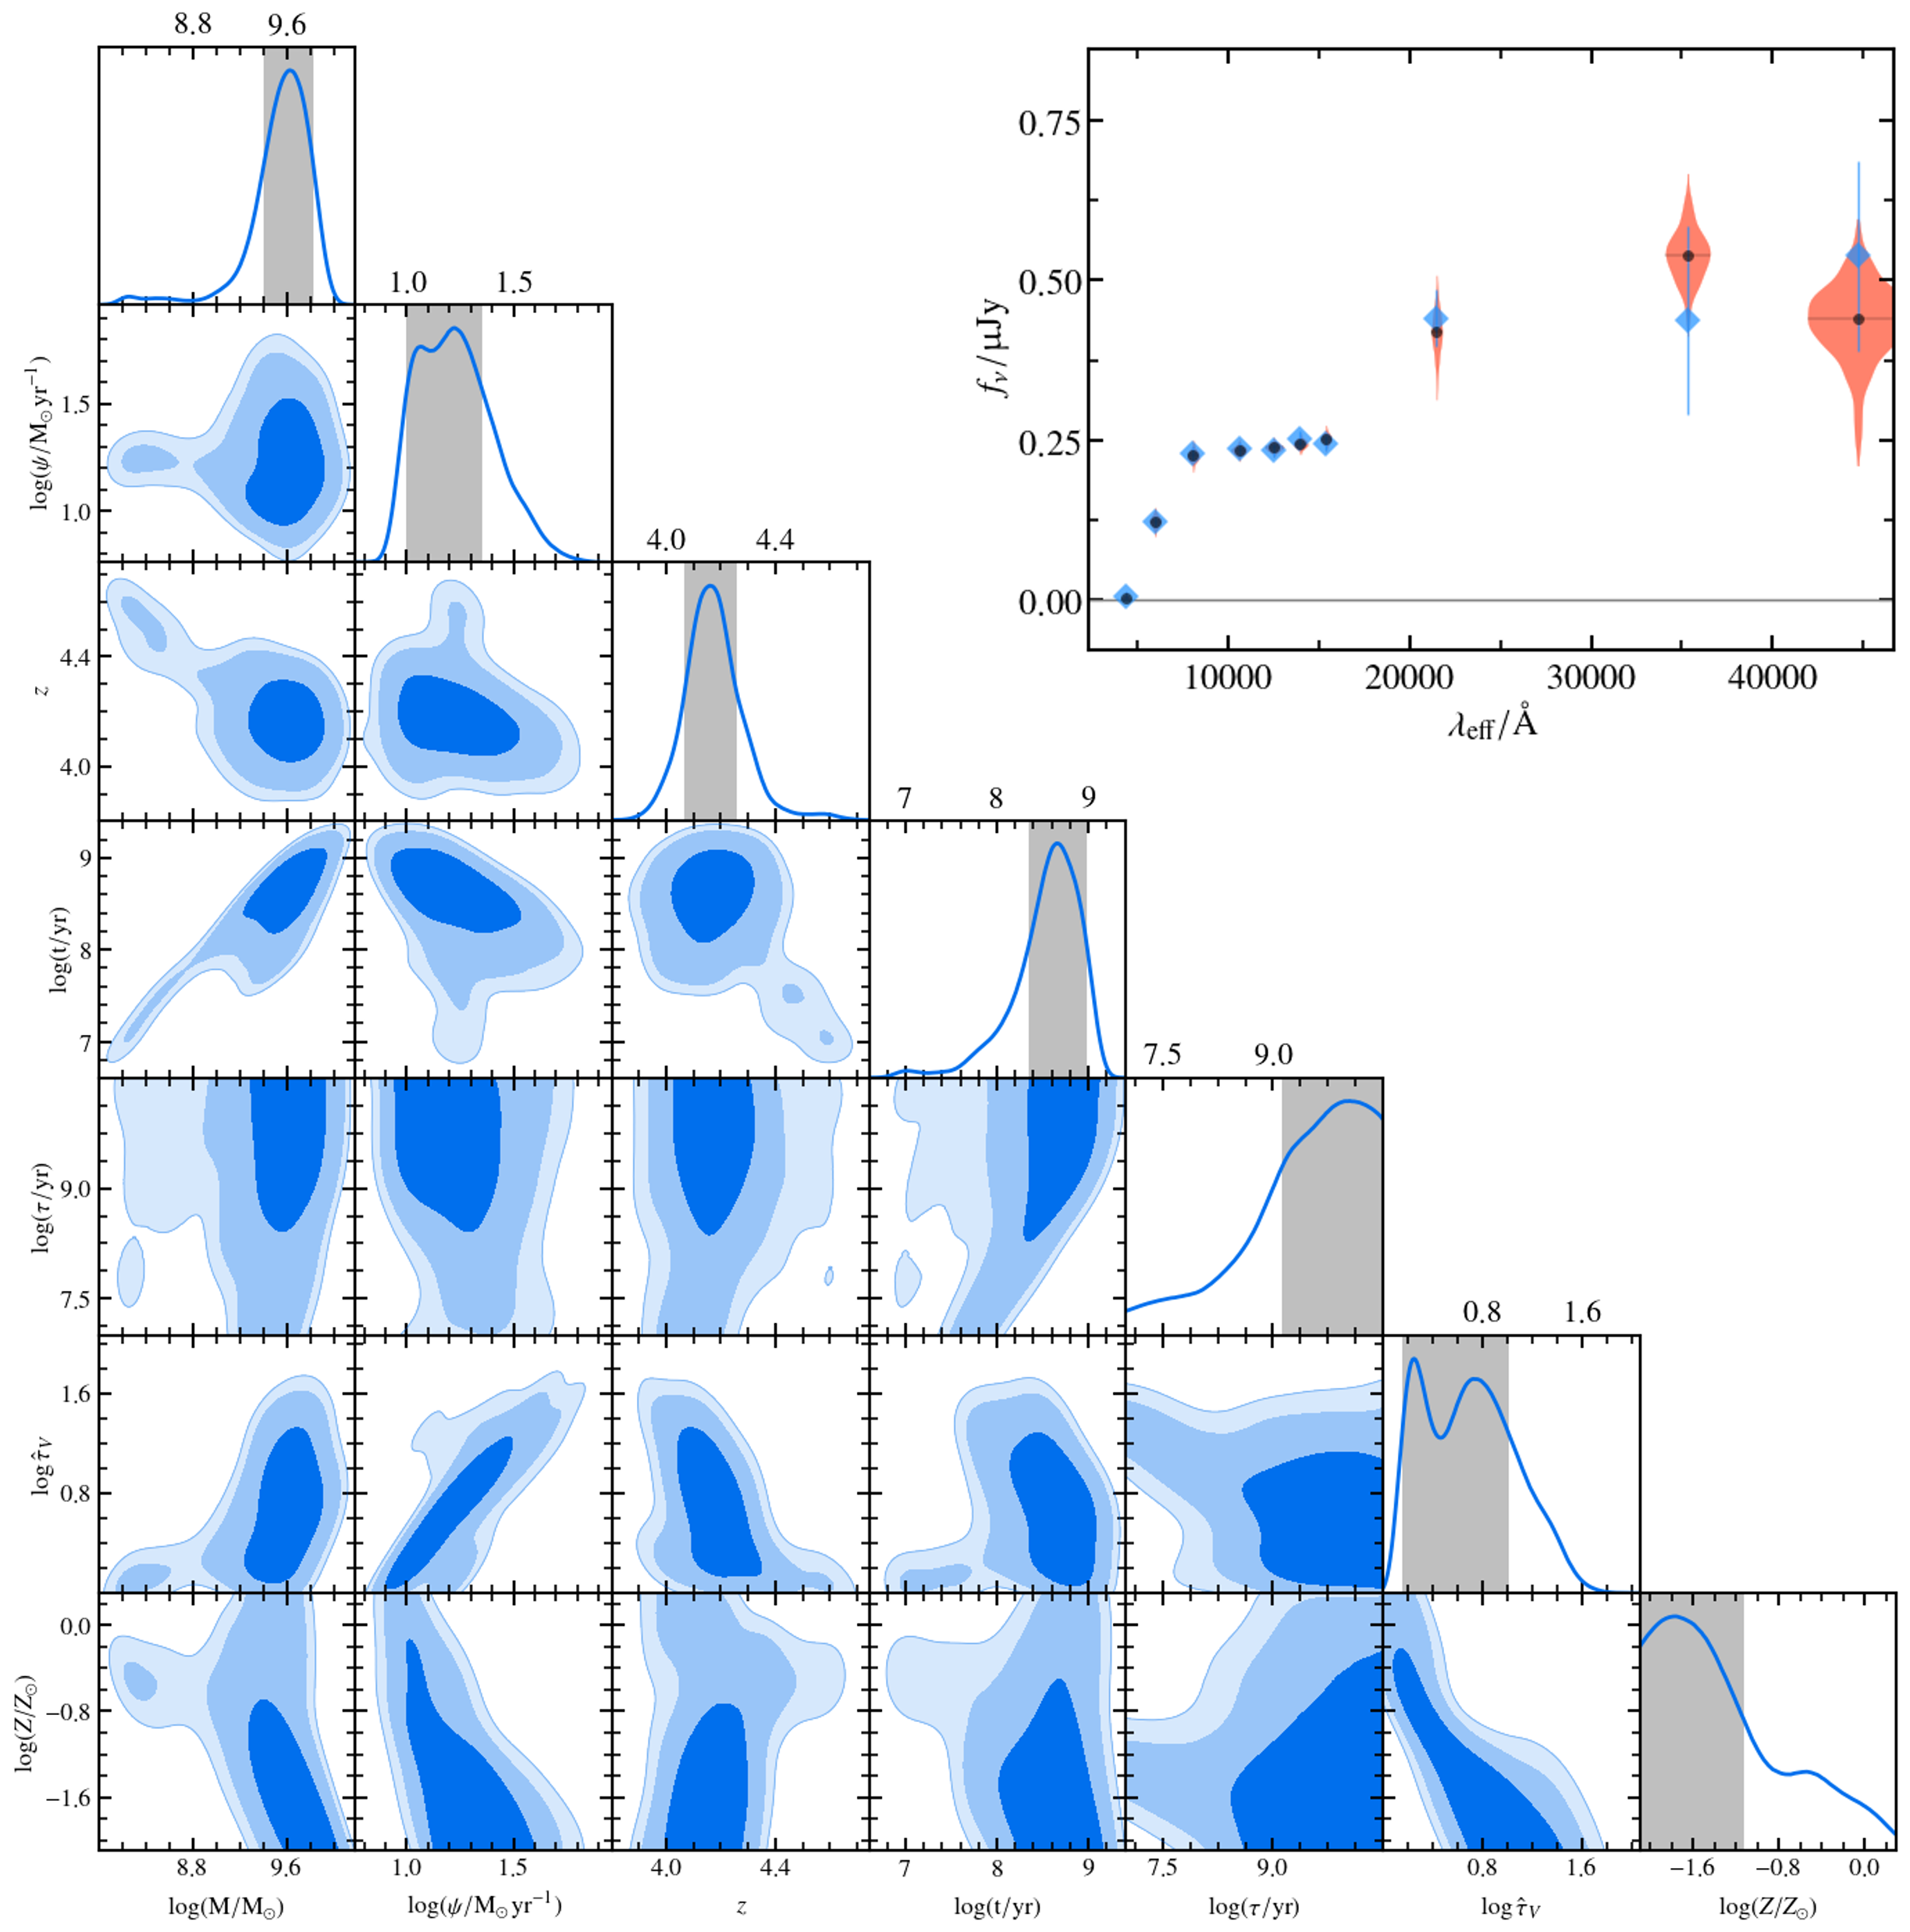 8.8 9.6
0.75
0.50
0.25
0.00
f_ν/μJy
10000 20000 30000 40000
λ_eff/Å
1.0 1.5
log(ψ/M⊙yr⁻¹)
1.5
1.0
4.0 4.4
z
4.4
4.0
7 8 9
log(t/yr)
9
8
7
7.5 9.0
log(τ/yr)
9.0
7.5
0.8 1.6
log τ̂_V
1.6
0.8
log(Z/Z⊙)
0.0
−0.8
−1.6
8.8 9.6 1.0 1.5 4.0 4.4 7 8 9 7.5 9.0 0.8 1.6 −1.6 −0.8 0.0
log(M/M⊙) log(ψ/M⊙yr⁻¹) z log(t/yr) log(τ/yr) log τ̂_V log(Z/Z⊙)